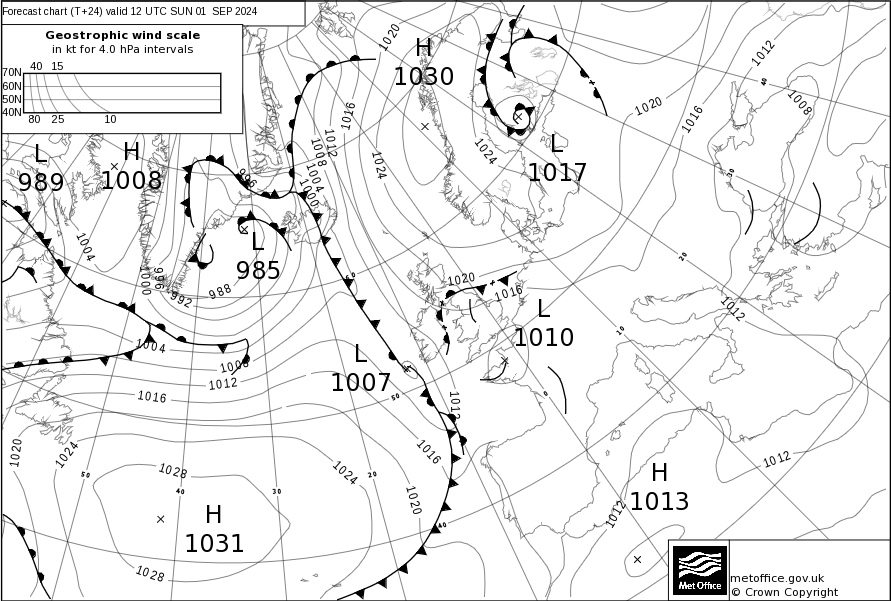 Forecast chart (T+24) valid 12 UTC SUN 01 SEP 2024
Geostrophic wind scale
in kt for 4.0 hPa intervals
40 15
70N
60N
50N
40N
80 25 10
H
1030
L
1017
L
989
H
1008
L
985
L
1010
L
1007
H
1013
H
1031
1020
1016
1012
1008
1004
1000
996
1024
1024
1020
1016
1012
1008
1004
1000
996
992
988
1020
1016
1012
1004
1008
1012
1016
1012
1016
1020
1020
1024
1028
1024
1028
1012
1012
60
50
40
50
40
30
20
10
0
20
30
40
metoffice.gov.uk
© Crown Copyright
Met Office